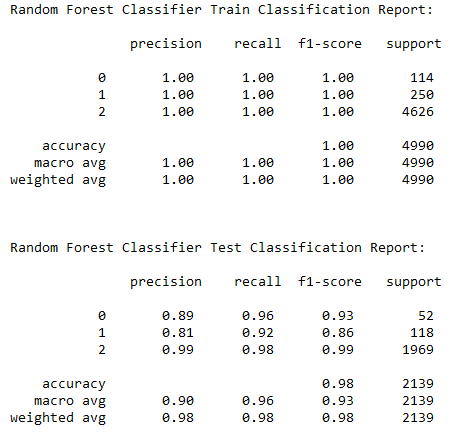 Random Forest Classifier Train Classification Report:
precision recall f1-score support
0 1.00 1.00 1.00 114
1 1.00 1.00 1.00 250
2 1.00 1.00 1.00 4626
accuracy 1.00 4990
macro avg 1.00 1.00 1.00 4990
weighted avg 1.00 1.00 1.00 4990
Random Forest Classifier Test Classification Report:
precision recall f1-score support
0 0.89 0.96 0.93 52
1 0.81 0.92 0.86 118
2 0.99 0.98 0.99 1969
accuracy 0.98 2139
macro avg 0.90 0.96 0.93 2139
weighted avg 0.98 0.98 0.98 2139